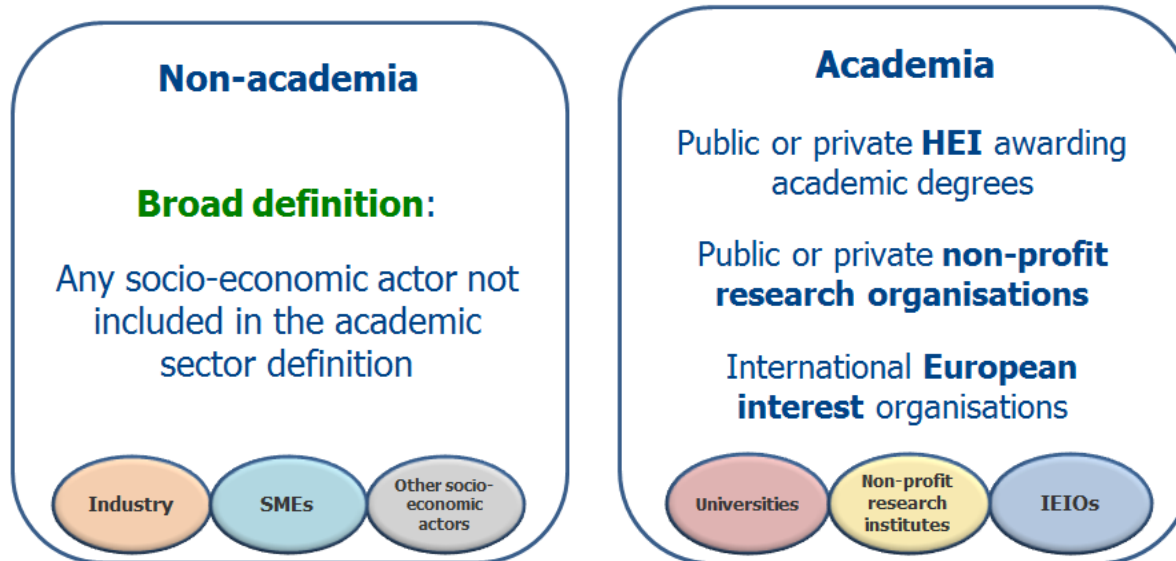 Non-academia
Broad definition:
Any socio-economic actor not
included in the academic
sector definition
Industry
SMEs
Other socio-
economic
actors
Academia
Public or private HEI awarding
academic degrees
Public or private non-profit
research organisations
International European
interest organisations
Universities
Non-profit
research
institutes
IEIOs